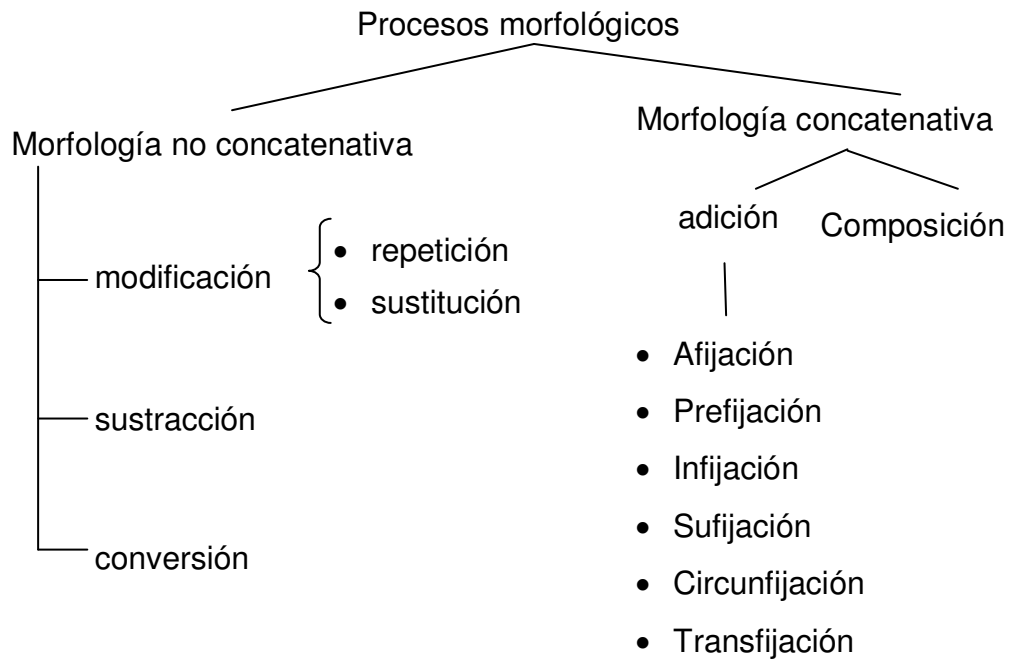 Procesos morfológicos
Morfología no concatenativa
modificación
• repetición
• sustitución
sustracción
conversión
Morfología concatenativa
adición
Composición
• Afijación
• Prefijación
• Infijación
• Sufijación
• Circunfijación
• Transfijación